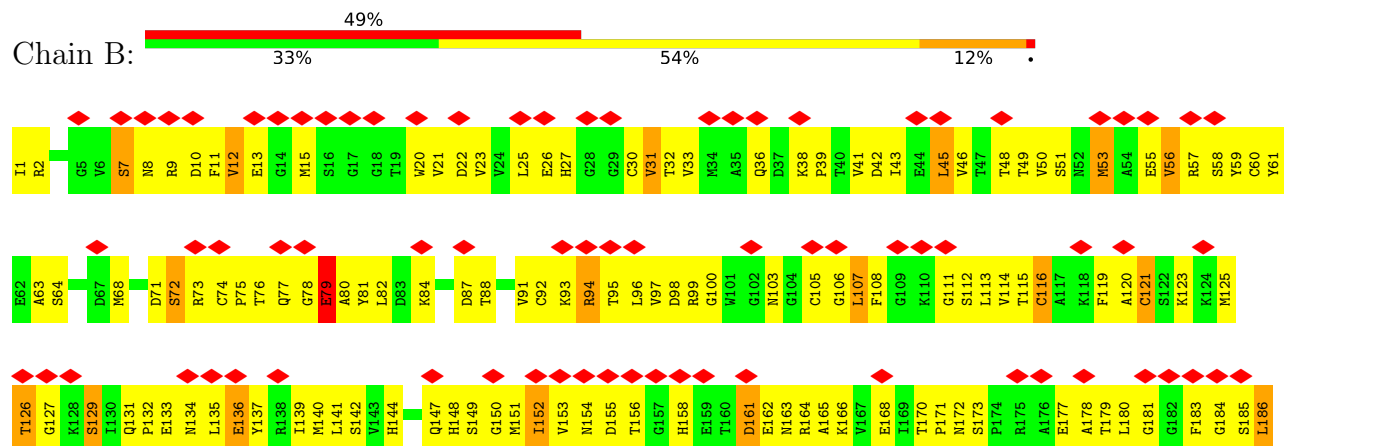 49%
Chain B:
33% 54% 12% •
I1 R2 G5 V6 S7 N8 R9 D10 F11 V12 E13 G14 M15 S16 G17 G18 T19 W20 V21 D22 V23 V24 L25 E26 H27 G28 G29 C30 V31 T32 V33 M34 A35 Q36 D37 K38 P39 T40 V41 D42 I43 E44 L45 V46 T47 T48 T49 V50 S51 N52 M53 A54 E55 V56 R57 S58 Y59 C60 Y61
E62 A63 S64 D67 M68 D71 S72 R73 C74 P75 T76 Q77 G78 E79 A80 Y81 L82 D83 K84 D87 T88 V91 C92 K93 R94 T95 L96 V97 D98 R99 G100 W101 G102 N103 G104 C105 G106 L107 F108 G109 K110 G111 S112 L113 V114 T115 C116 A117 K118 F119 A120 C121 S122 K123 K124 M125
T126 G127 K128 S129 I130 Q131 P132 E133 N134 L135 E136 Y137 R138 I139 M140 L141 S142 V143 H144 Q147 H148 S149 G150 M151 I152 V153 N154 D155 T156 G157 H158 E159 T160 D161 E162 N163 R164 A165 K166 V167 E168 I169 T170 P171 N172 S173 P174 R175 A176 E177 A178 T179 L180 G181 G182 F183 G184 S185 L186